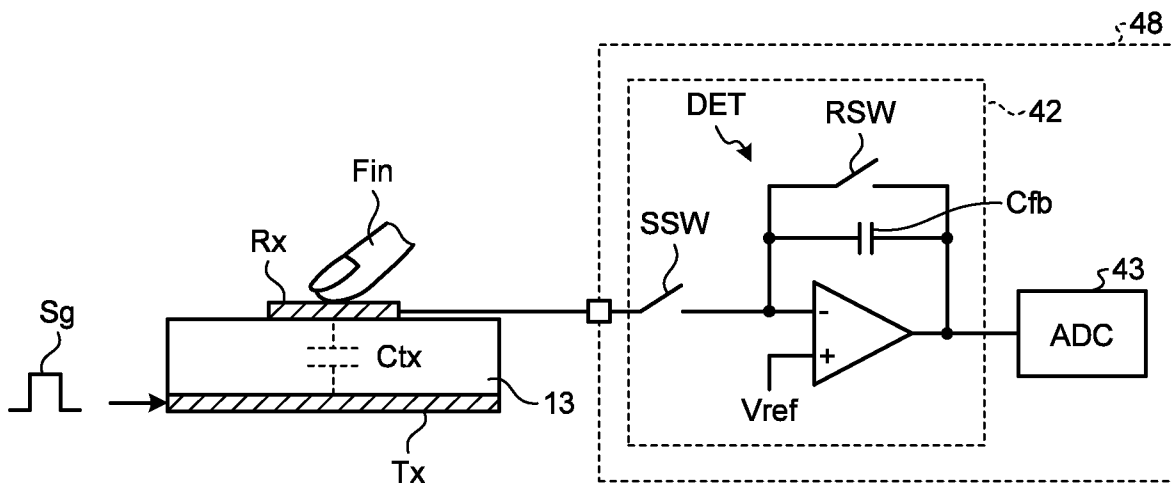 48
DET
RSW
42
Fin
Cfb
SSW
Rx
43
Sg
-
ADC
Ctx
+
13
Vref
Tx